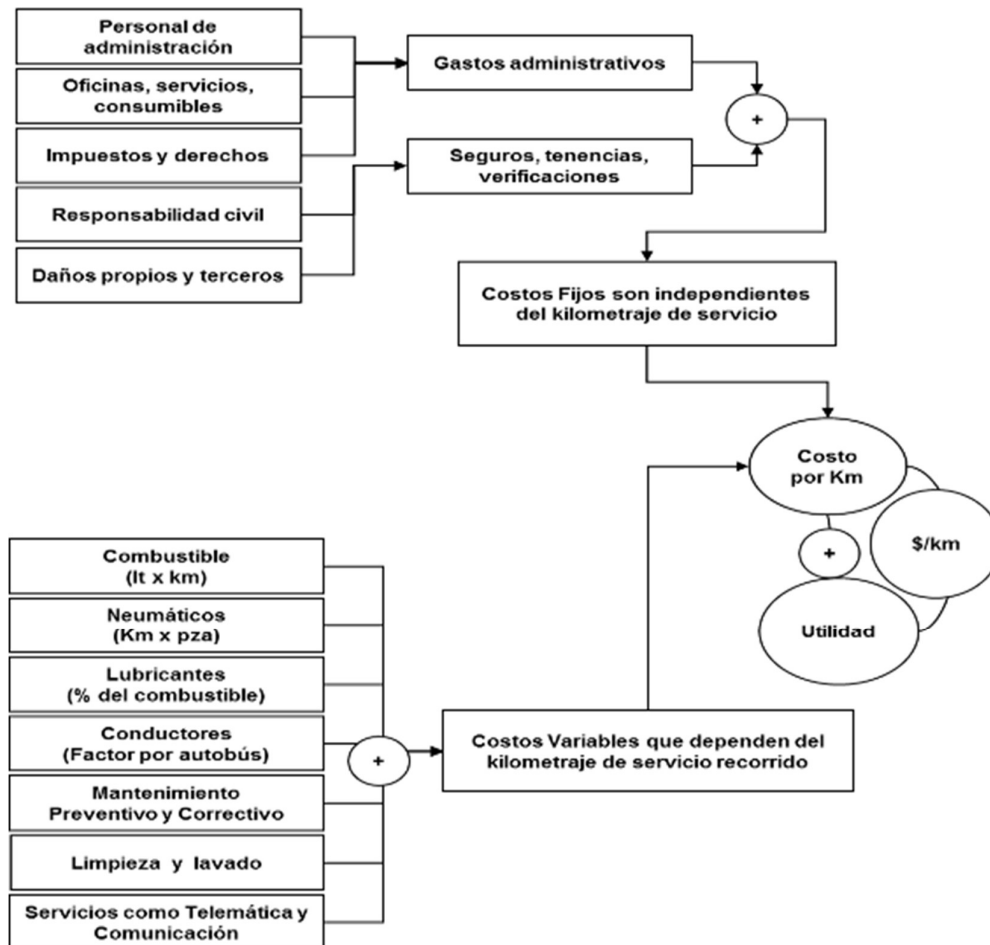 Personal de
administración
Oficinas, servicios,
consumibles
Impuestos y derechos
Responsabilidad civil
Daños propios y terceros
Gastos administrativos
Seguros, tenencias,
verificaciones
+
Costos Fijos son independientes
del kilometraje de servicio
Costo
por Km
+
$/km
Utilidad
Combustible
(lt x km)
Neumáticos
(Km x pza)
Lubricantes
(% del combustible)
Conductores
(Factor por autobús)
Mantenimiento
Preventivo y Correctivo
Limpieza y lavado
Servicios como Telemática y
Comunicación
+
Costos Variables que dependen del
kilometraje de servicio recorrido